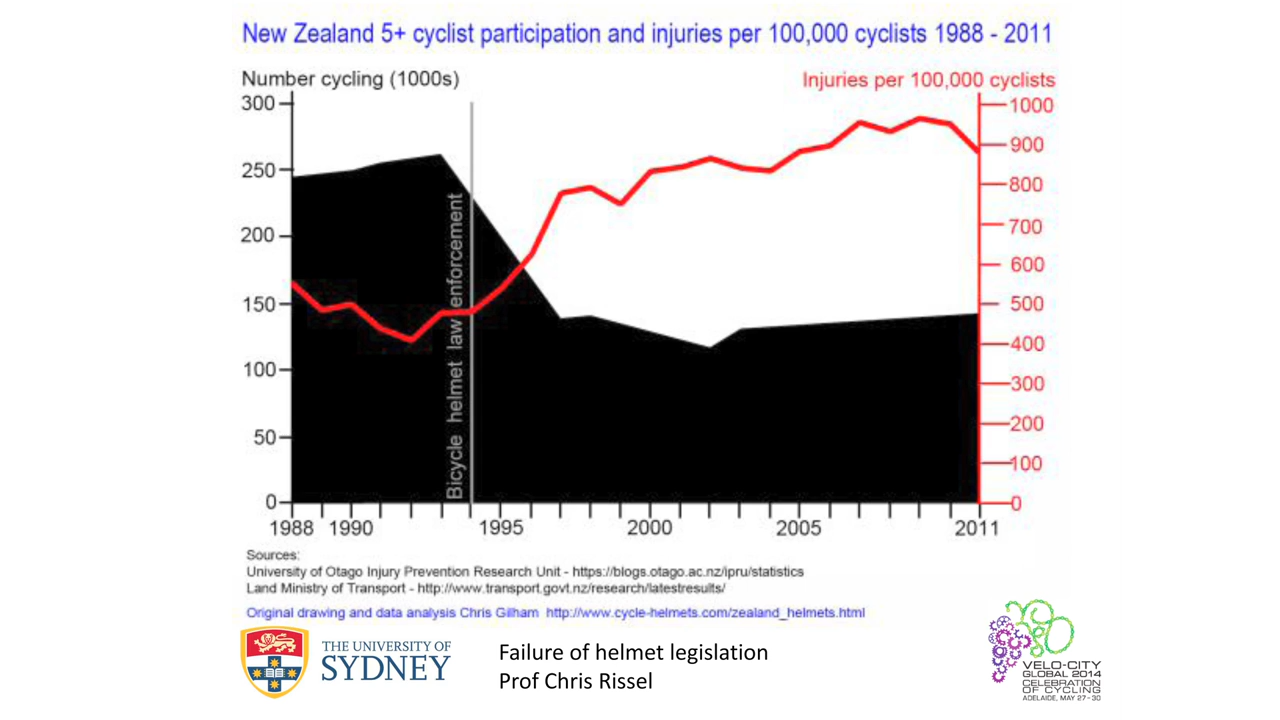 New Zealand 5+ cyclist participation and injuries per 100,000 cyclists 1988 - 2011
Number cycling (1000s)
Injuries per 100,000 cyclists
300
250
200
150
100
50
0
1000
900
800
700
600
500
400
300
200
100
0
Bicycle helmet law enforcement
1988 1990 1995 2000 2005 2011
Sources:
University of Otago Injury Prevention Research Unit - https://blogs.otago.ac.nz/ipru/statistics
Land Ministry of Transport - http://www.transport.govt.nz/research/latestresults/
Original drawing and data analysis Chris Gilham http://www.cycle-helmets.com/zealand_helmets.html
THE UNIVERSITY OF
SYDNEY
Failure of helmet legislation
Prof Chris Rissel
VELO-CITY
GLOBAL 2014
CELEBRATION
OF CYCLING
ADELAIDE, MAY 27-30